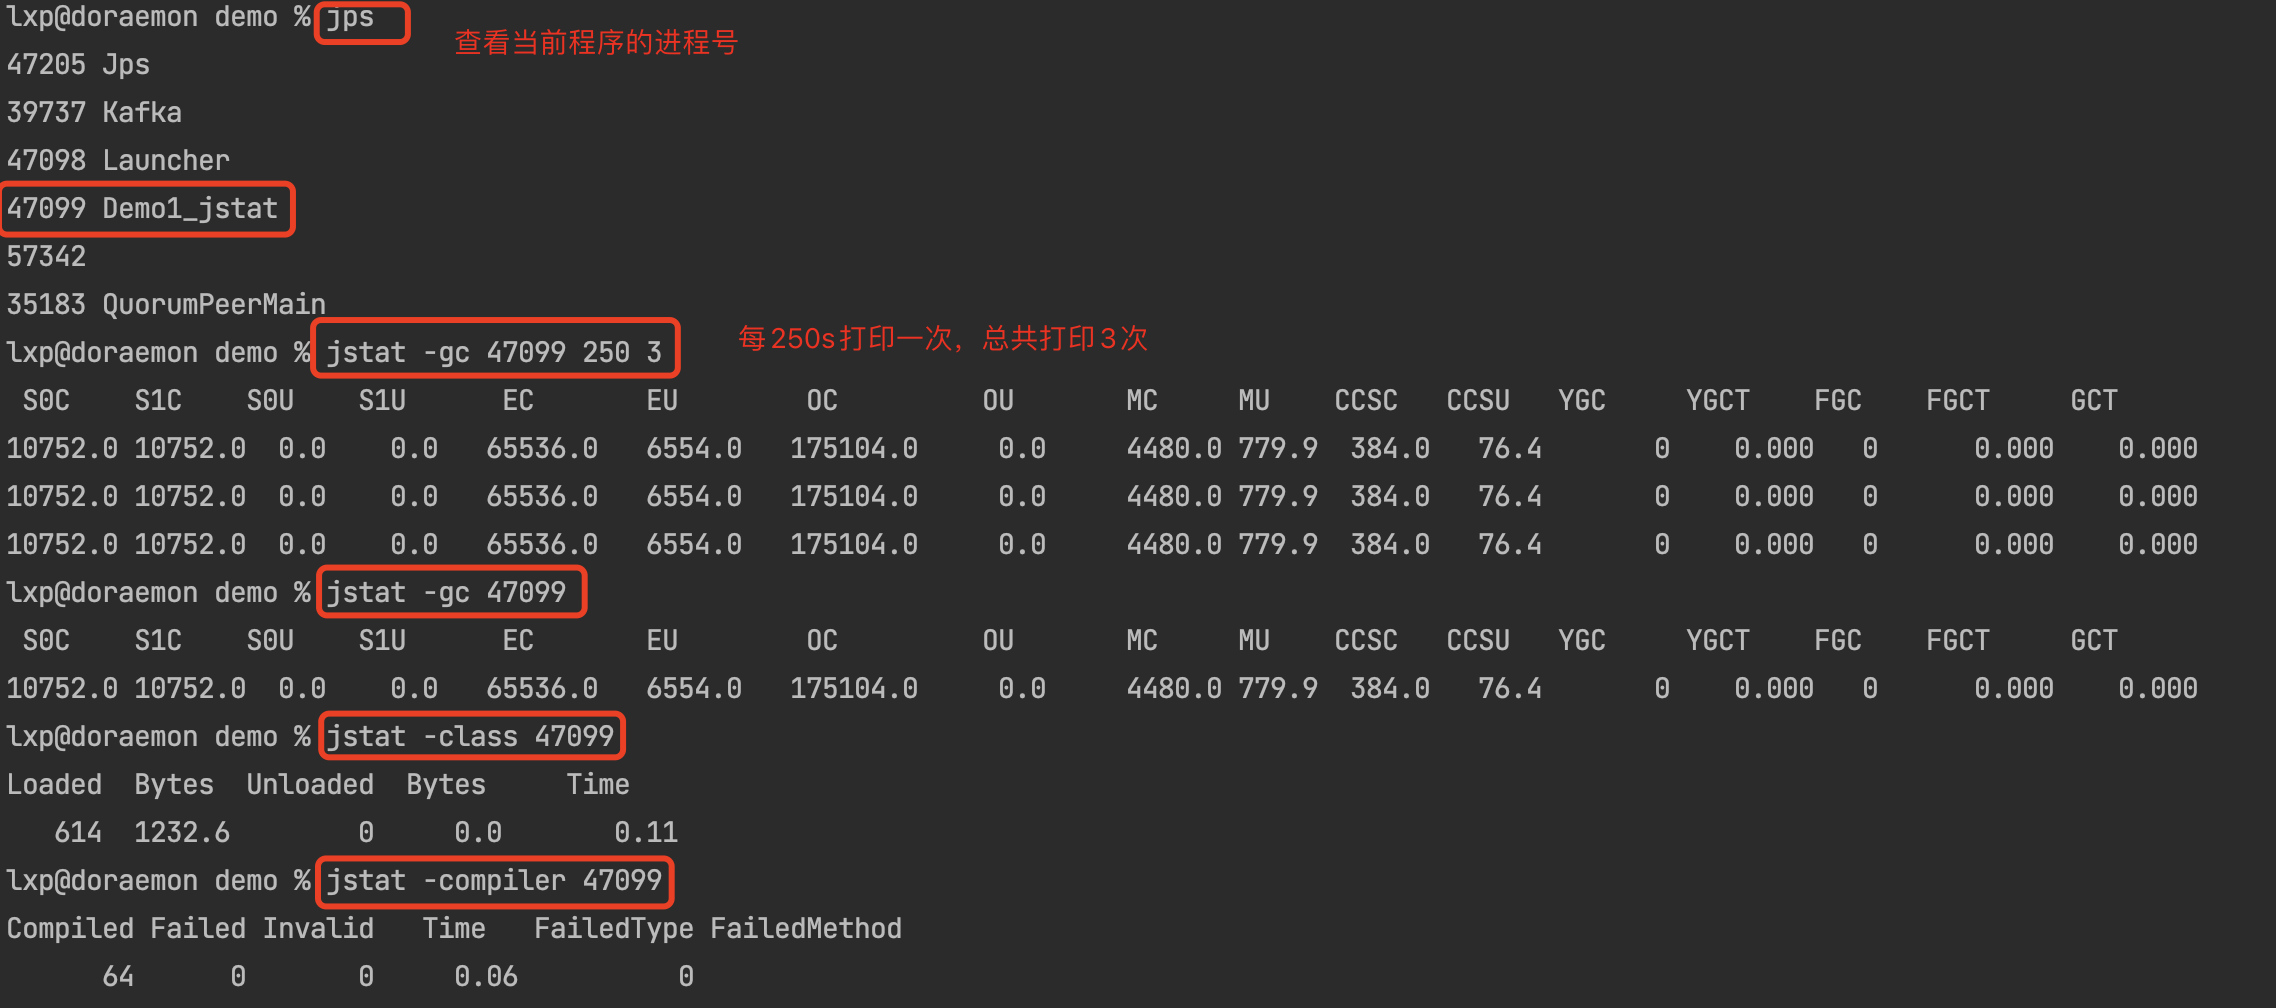 lxp@doraemon demo % jps
查看当前程序的进程号
47205 Jps
39737 Kafka
47098 Launcher
47099 Demo1_jstat
57342
35183 QuorumPeerMain
lxp@doraemon demo % jstat -gc 47099 250 3
每250s打印一次，总共打印3次
S0C S1C S0U S1U EC EU OC OU MC MU CCSC CCSU YGC YGCT FGC FGCT GCT
10752.0 10752.0 0.0 0.0 65536.0 6554.0 175104.0 0.0 4480.0 779.9 384.0 76.4 0 0.000 0 0.000 0.000
10752.0 10752.0 0.0 0.0 65536.0 6554.0 175104.0 0.0 4480.0 779.9 384.0 76.4 0 0.000 0 0.000 0.000
10752.0 10752.0 0.0 0.0 65536.0 6554.0 175104.0 0.0 4480.0 779.9 384.0 76.4 0 0.000 0 0.000 0.000
lxp@doraemon demo % jstat -gc 47099
S0C S1C S0U S1U EC EU OC OU MC MU CCSC CCSU YGC YGCT FGC FGCT GCT
10752.0 10752.0 0.0 0.0 65536.0 6554.0 175104.0 0.0 4480.0 779.9 384.0 76.4 0 0.000 0 0.000 0.000
lxp@doraemon demo % jstat -class 47099
Loaded Bytes Unloaded Bytes Time
614 1232.6 0 0.0 0.11
lxp@doraemon demo % jstat -compiler 47099
Compiled Failed Invalid Time FailedType FailedMethod
64 0 0 0.06 0